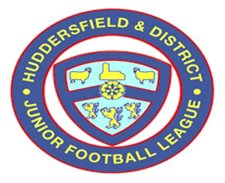 HUDDERSFIELD & DISTRICT
JUNIOR FOOTBALL LEAGUE